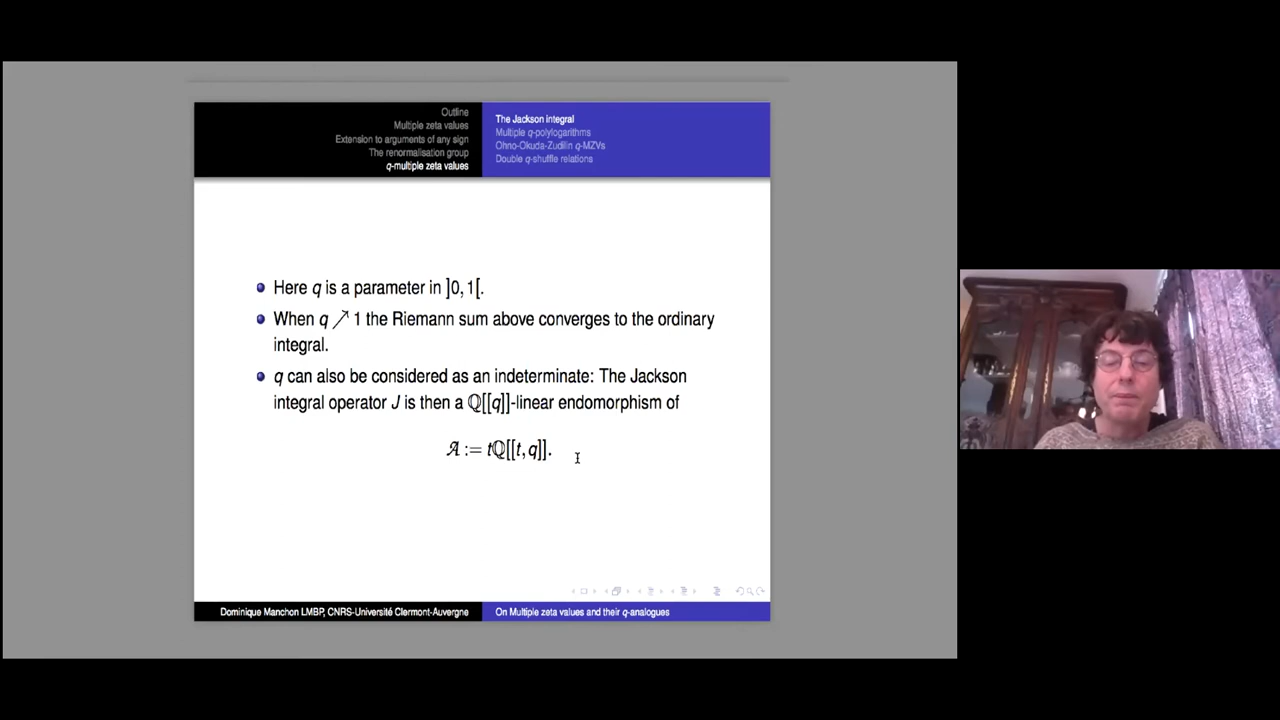 Outline
Multiple zeta values
Extension to arguments of any sign
The renormalisation group
q-multiple zeta values
The Jackson integral
Multiple q-polylogarithms
Ohno-Okuda-Zudilin q-MZVs
Double q-shuffle relations
Here q is a parameter in ]0, 1[.
When q ↗ 1 the Riemann sum above converges to the ordinary
integral.
q can also be considered as an indeterminate: The Jackson
integral operator J is then a ℚ[[q]]-linear endomorphism of
𝒜 := tℚ[[t, q]].
Dominique Manchon LMBP, CNRS-Université Clermont-Auvergne
On Multiple zeta values and their q-analogues